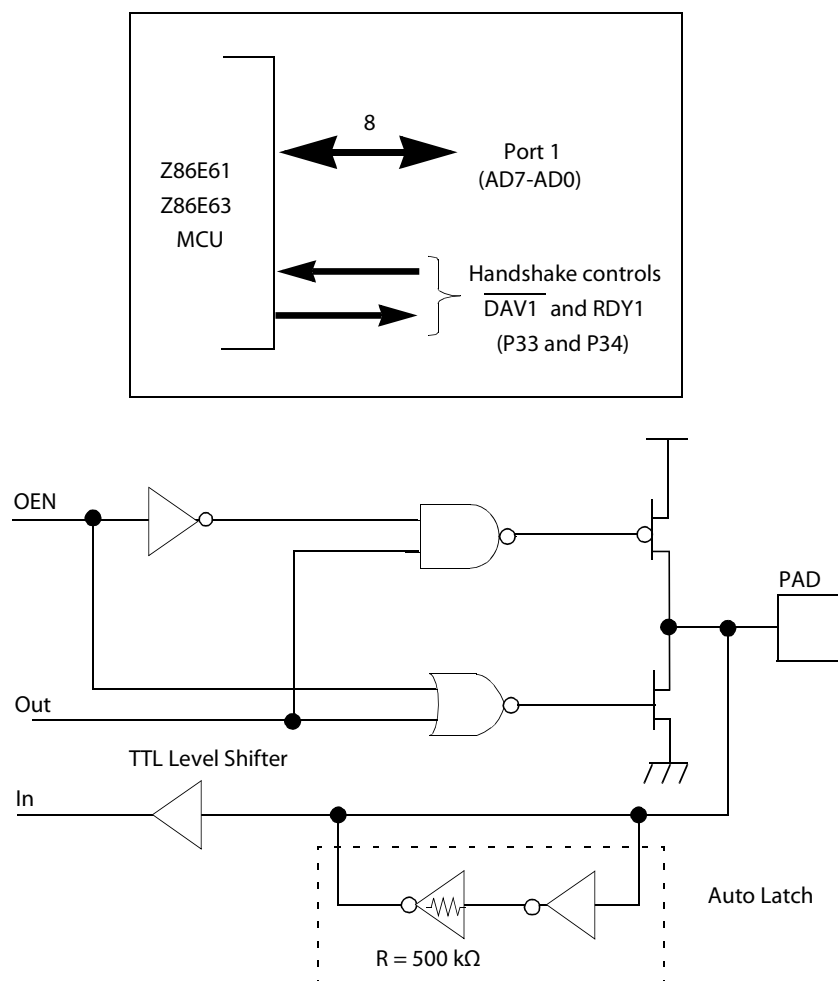 8
Z86E61
Z86E63
MCU
Port 1
(AD7-AD0)
Handshake controls
DAV1 and RDY1
(P33 and P34)
OEN
PAD
Out
TTL Level Shifter
In
Auto Latch
R = 500 kΩ